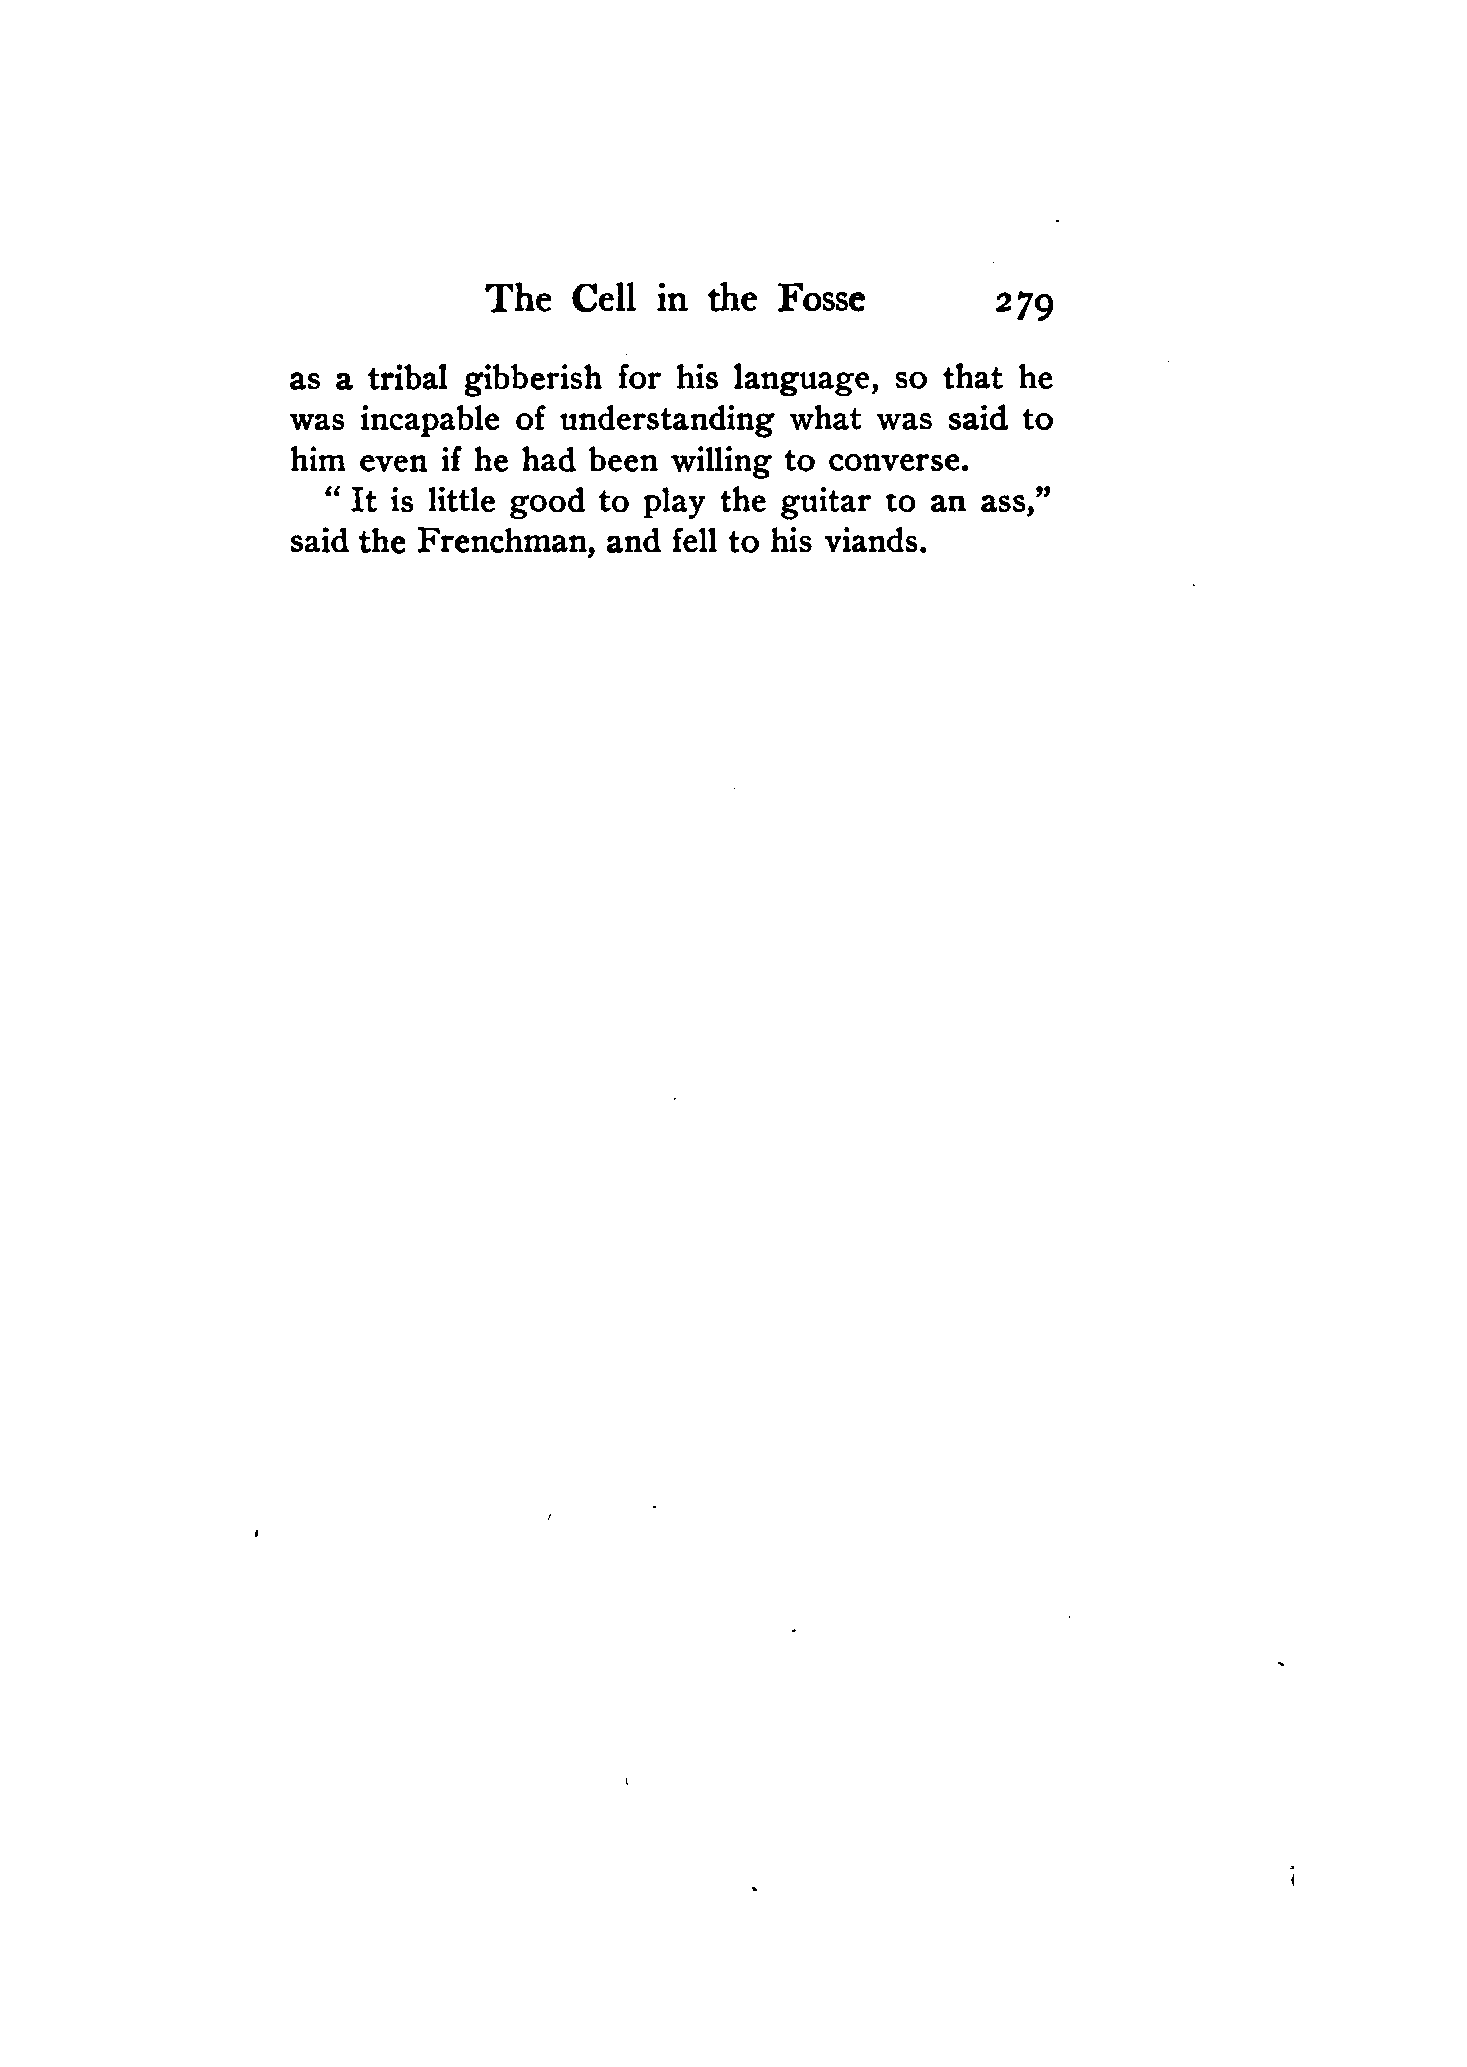 The Cell in the Fosse 279
as a tribal gibberish for his language, so that he
was incapable of understanding what was said to
him even if he had been willing to converse.
“ It is little good to play the guitar to an ass,”
said the Frenchman, and fell to his viands.